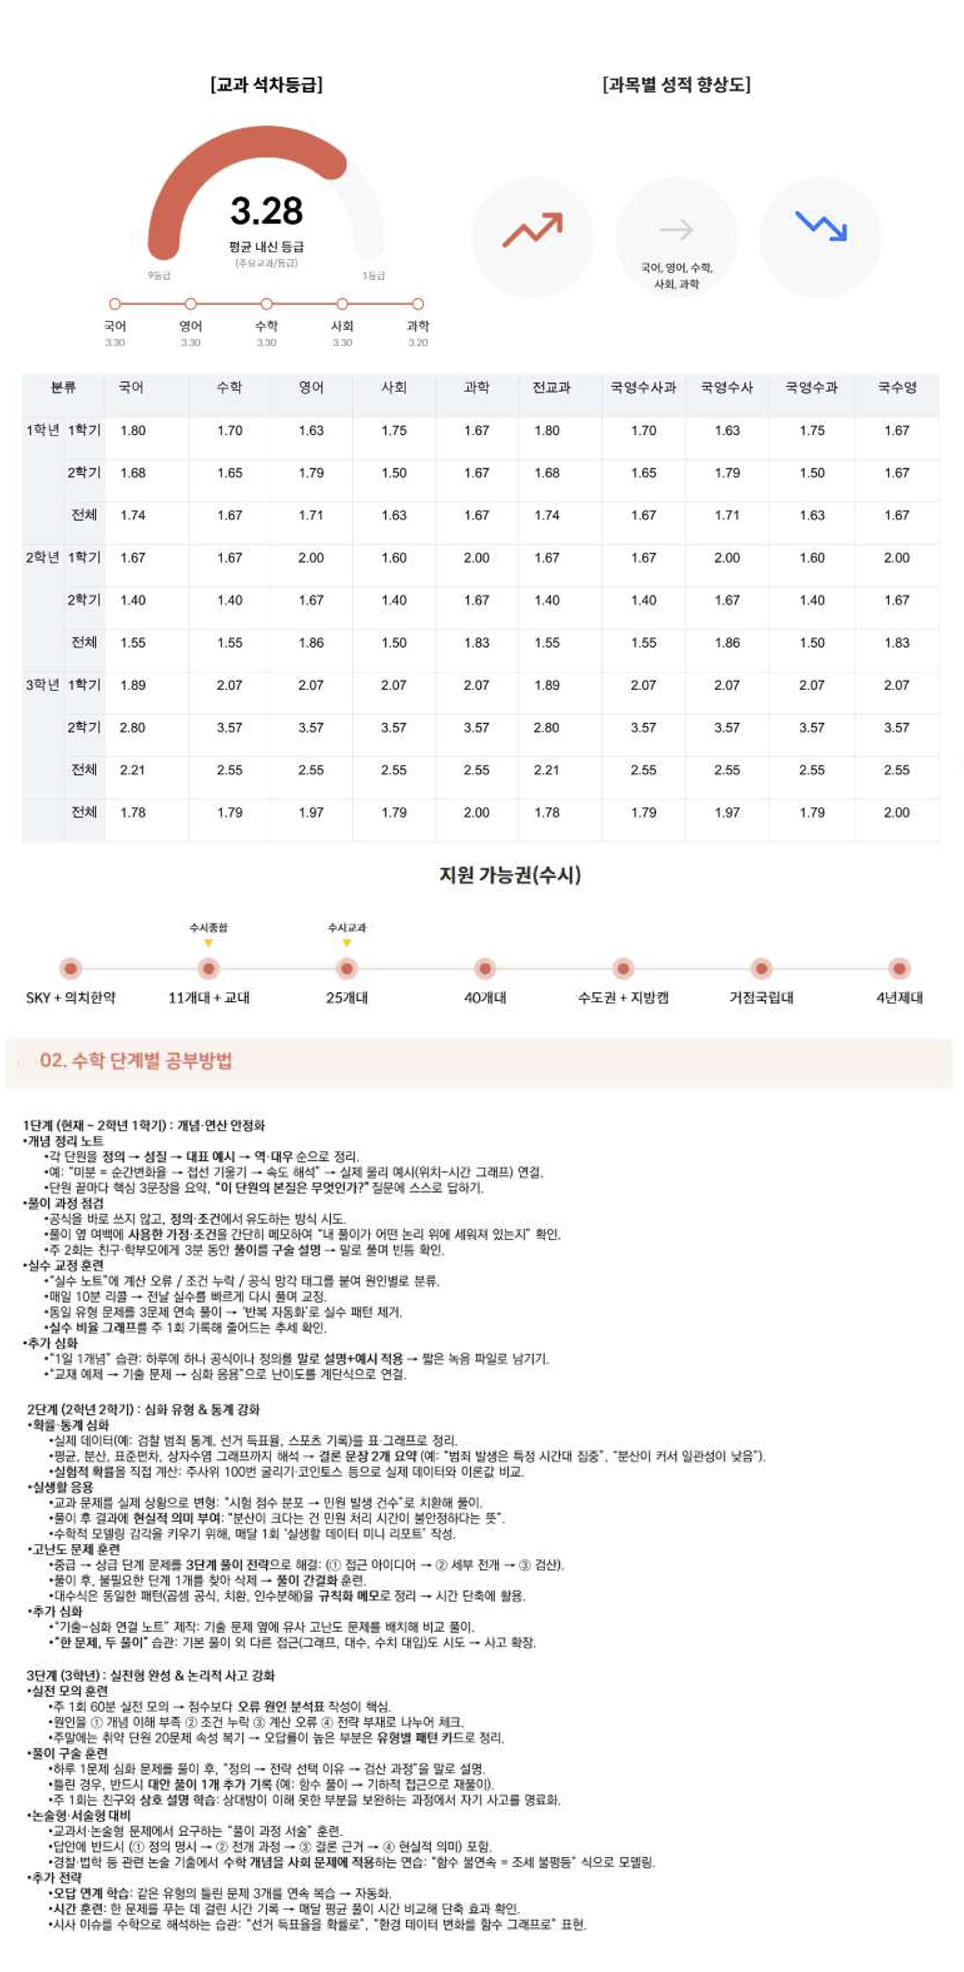 [교과 석차등급]
[과목별 성적 향상도]
3.28
평균 내신 등급
(주요교과/등급)
9등급 1등급
국어 영어 수학 사회 과학
3.30 3.30 3.30 3.30 3.20
국어, 영어, 수학,
사회, 과학
분류 국어 수학 영어 사회 과학 전교과 국영수사과 국영수사 국영수과 국수영
1학년 1학기 1.80 1.70 1.63 1.75 1.67 1.80 1.70 1.63 1.75 1.67
2학기 1.68 1.65 1.79 1.50 1.67 1.68 1.65 1.79 1.50 1.67
전체 1.74 1.67 1.71 1.63 1.67 1.74 1.67 1.71 1.63 1.67
2학년 1학기 1.67 1.67 2.00 1.60 2.00 1.67 1.67 2.00 1.60 2.00
2학기 1.40 1.40 1.67 1.40 1.67 1.40 1.40 1.67 1.40 1.67
전체 1.55 1.55 1.86 1.50 1.83 1.55 1.55 1.86 1.50 1.83
3학년 1학기 1.89 2.07 2.07 2.07 2.07 1.89 2.07 2.07 2.07 2.07
2학기 2.80 3.57 3.57 3.57 3.57 2.80 3.57 3.57 3.57 3.57
전체 2.21 2.55 2.55 2.55 2.55 2.21 2.55 2.55 2.55 2.55
전체 1.78 1.79 1.97 1.79 2.00 1.78 1.79 1.97 1.79 2.00
지원 가능권(수시)
수시종합 수시교과
SKY + 의치한약 11개대 + 교대 25개대 40개대 수도권 + 지방캠 거점국립대 4년제대
02. 수학 단계별 공부방법
1단계 (현재 ~ 2학년 1학기) : 개념·연산 안정화
•개념 정리 노트
•각 단원을 정의 → 성질 → 대표 예시 → 역·대우 순으로 정리.
•예: “미분 = 순간변화율 → 접선 기울기 → 속도 해석” → 실제 물리 예시(위치-시간 그래프) 연결.
•단원 끝마다 핵심 3문장을 요약, “이 단원의 본질은 무엇인가?” 질문에 스스로 답하기.
•풀이 과정 점검
•공식을 바로 쓰지 않고, 정의·조건에서 유도하는 방식 시도.
•풀이 옆 여백에 사용한 가정·조건을 간단히 메모하여 “내 풀이가 어떤 논리 위에 세워져 있는지” 확인.
•주 2회는 친구·학부모에게 3분 동안 풀이를 구술 설명 → 말로 풀며 빈틈 확인.
•실수 교정 훈련
•“실수 노트”에 계산 오류 / 조건 누락 / 공식 망각 태그를 붙여 원인별로 분류.
•매일 10분 리콜 → 전날 실수를 빠르게 다시 풀며 교정.
•동일 유형 문제를 3문제 연속 풀이 → ‘반복 자동화’로 실수 패턴 제거.
•실수 비율 그래프를 주 1회 기록해 줄어드는 추세 확인.
•추가 심화
•“1일 1개념” 습관: 하루에 하나 공식이나 정의를 말로 설명+예시 적용 → 짧은 녹음 파일로 남기기.
•“교재 예제 → 기출 문제 → 심화 응용”으로 난이도를 계단식으로 연결.
2단계 (2학년 2학기) : 심화 유형 & 통계 강화
•확률·통계 심화
•실제 데이터(예: 검찰 범죄 통계, 선거 득표율, 스포츠 기록)를 표·그래프로 정리.
•평균, 분산, 표준편차, 상자수염 그래프까지 해석 → 결론 문장 2개 요약 (예: “범죄 발생은 특정 시간대 집중”, “분산이 커서 일관성이 낮음”).
•실험적 확률을 직접 계산: 주사위 100번 굴리기·코인토스 등으로 실제 데이터와 이론값 비교.
•실생활 응용
•교과 문제를 실제 상황으로 변형: “시험 점수 분포 → 민원 발생 건수”로 치환해 풀이.
•풀이 후 결과에 현실적 의미 부여: “분산이 크다는 건 민원 처리 시간이 불안정하다는 뜻”.
•수학적 모델링 감각을 키우기 위해, 매달 1회 ‘실생활 데이터 미니 리포트’ 작성.
•고난도 문제 훈련
•중급 → 상급 단계 문제를 3단계 풀이 전략으로 해결: (① 접근 아이디어 → ② 세부 전개 → ③ 검산).
•풀이 후, 불필요한 단계 1개를 찾아 삭제 → 풀이 간결화 훈련.
•대수식은 동일한 패턴(곱셈 공식, 치환, 인수분해)을 규칙화 메모로 정리 → 시간 단축에 활용.
•추가 심화
•“기출-심화 연결 노트” 제작: 기출 문제 옆에 유사 고난도 문제를 배치해 비교 풀이.
•“한 문제, 두 풀이” 습관: 기본 풀이 외 다른 접근(그래프, 대수, 수치 대입)도 시도 → 사고 확장.
3단계 (3학년) : 실전형 완성 & 논리적 사고 강화
•실전 모의 훈련
•주 1회 60분 실전 모의 → 점수보다 오류 원인 분석표 작성이 핵심.
•원인을 ① 개념 이해 부족 ② 조건 누락 ③ 계산 오류 ④ 전략 부재로 나누어 체크.
•주말에는 취약 단원 20문제 속성 복기 → 오답률이 높은 부분은 유형별 패턴 카드로 정리.
•풀이 구술 훈련
•하루 1문제 심화 문제를 풀이 후, “정의 → 전략 선택 이유 → 검산 과정”을 말로 설명.
•틀린 경우, 반드시 대안 풀이 1개 추가 기록 (예: 함수 풀이 → 기하적 접근으로 재풀이).
•주 1회는 친구와 상호 설명 학습: 상대방이 이해 못한 부분을 보완하는 과정에서 자기 사고를 명료화.
•논술형·서술형 대비
•교과서·논술형 문제에서 요구하는 “풀이 과정 서술” 훈련.
•답안에 반드시 (① 정의 명시 → ② 전개 과정 → ③ 결론 근거 → ④ 현실적 의미) 포함.
•경찰·법학 등 관련 논술 기출에서 수학 개념을 사회 문제에 적용하는 연습: “함수 불연속 = 조세 불평등” 식으로 모델링.
•추가 전략
•오답 연계 학습: 같은 유형의 틀린 문제 3개를 연속 복습 → 자동화.
•시간 훈련: 한 문제를 푸는 데 걸린 시간 기록 → 매달 평균 풀이 시간 비교해 단축 효과 확인.
•시사 이슈를 수학으로 해석하는 습관: “선거 득표율을 확률로”, “환경 데이터 변화를 함수 그래프로” 표현.